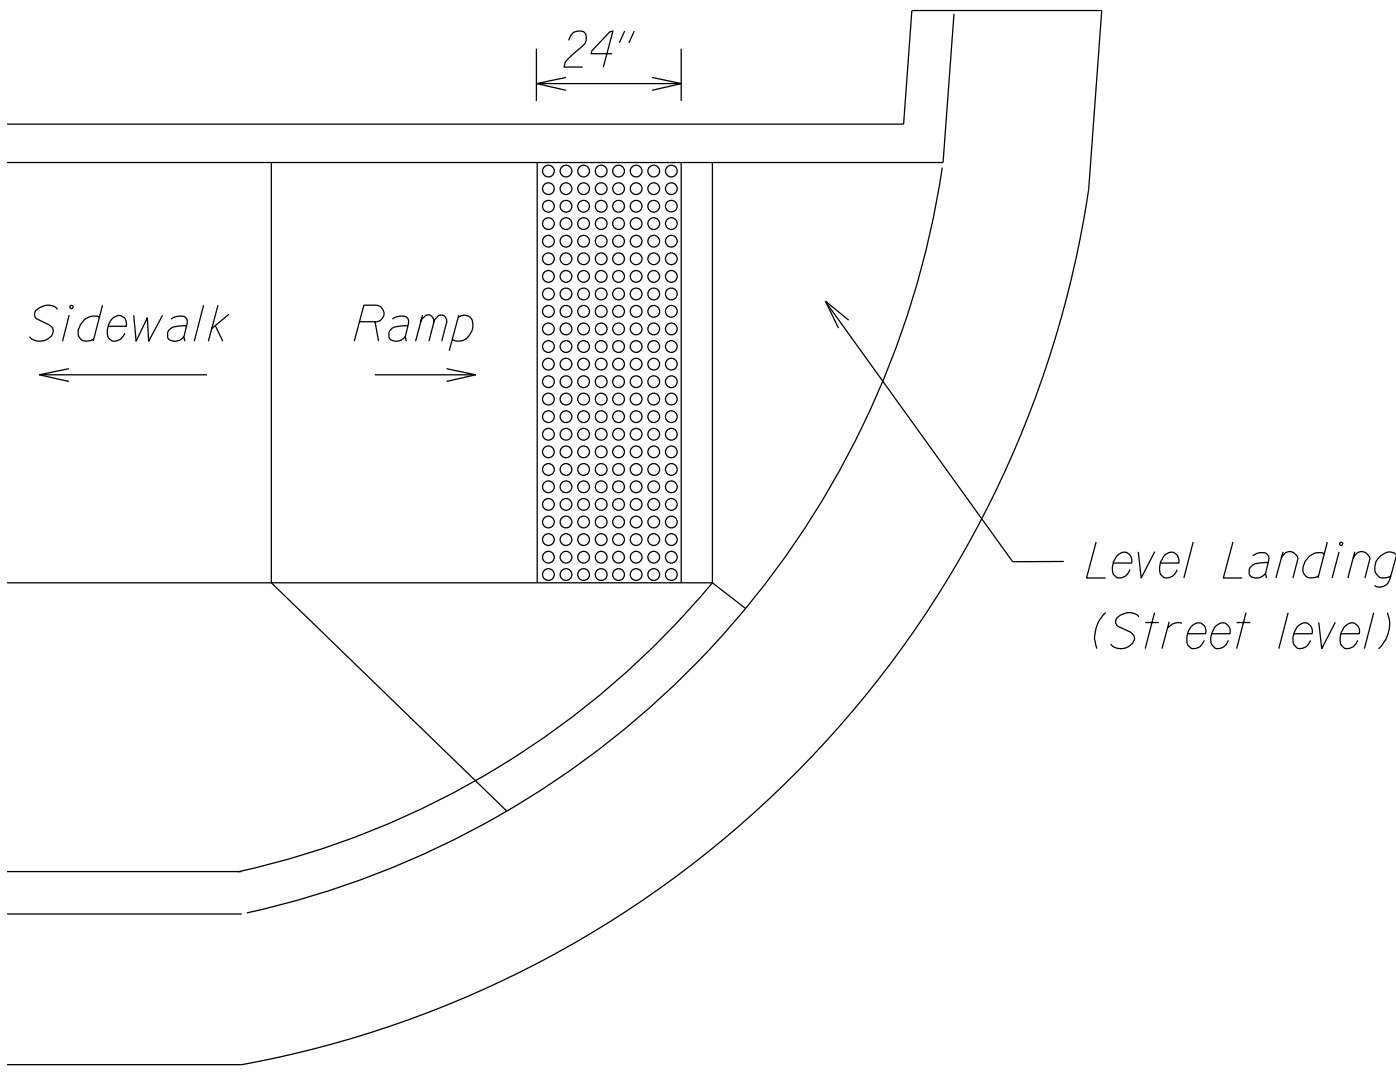 24"
Sidewalk
Ramp
Level Landing
(Street level)